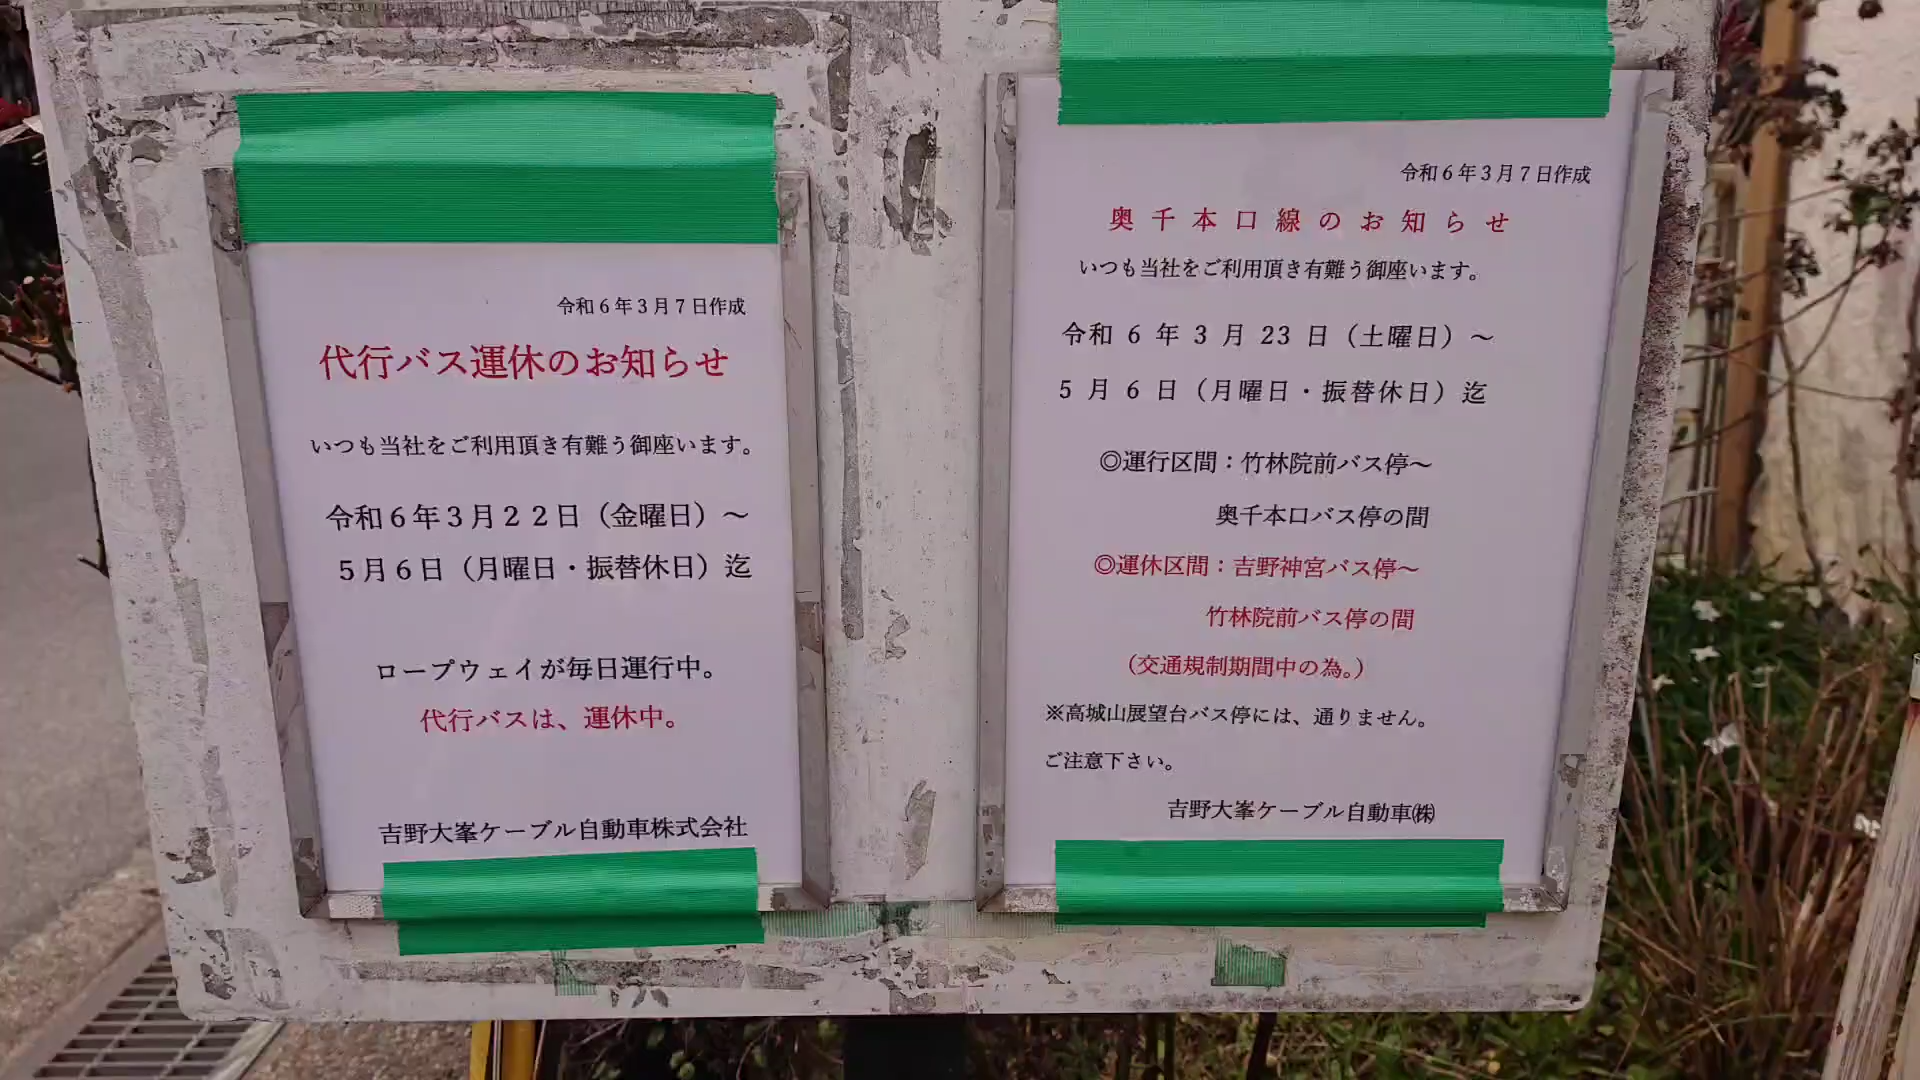 令和6年3月7日作成
代行バス運休のお知らせ
いつも当社をご利用頂き有難う御座います。
令和6年3月22日（金曜日）～
5月6日（月曜日・振替休日）迄
ロープウェイが毎日運行中。
代行バスは、運休中。
吉野大峯ケーブル自動車株式会社
令和6年3月7日作成
奥千本口線のお知らせ
いつも当社をご利用頂き有難う御座います。
令和 6 年 3 月 23 日（土曜日）～
5 月 6 日（月曜日・振替休日）迄
◎運行区間：竹林院前バス停～
奥千本口バス停の間
◎運休区間：吉野神宮バス停～
竹林院前バス停の間
（交通規制期間中の為。）
※高城山展望台バス停には、通りません。
ご注意下さい。
吉野大峯ケーブル自動車㈱